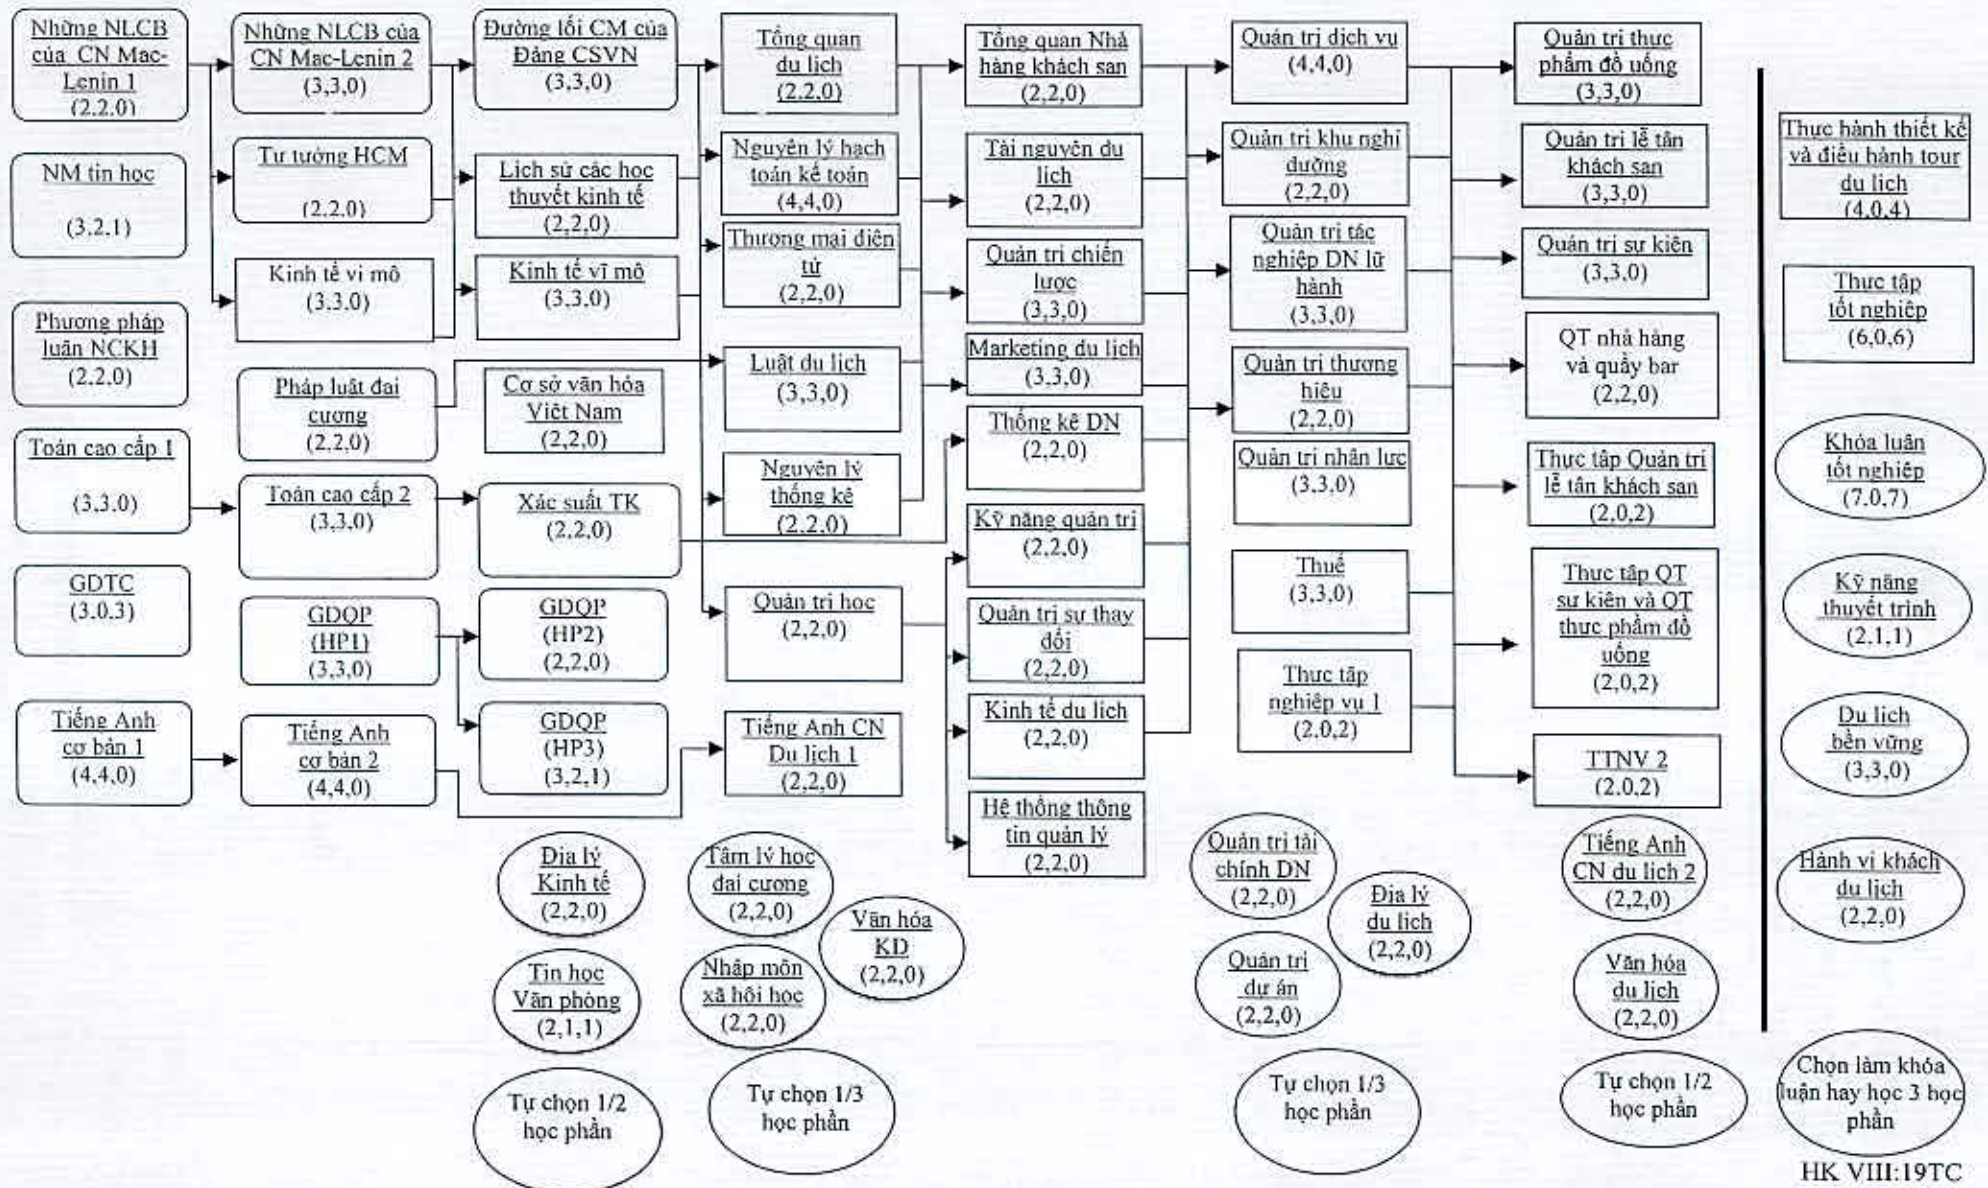 Những NLCB
của CN Mac-
Lenin 1
(2,2,0)
NM tin học
(3,2,1)
Phương pháp
luận NCKH
(2,2,0)
Toán cao cấp 1
(3,3,0)
GDTC
(3,0,3)
Tiếng Anh
cơ bản 1
(4,4,0)
Những NLCB của
CN Mac-Lenin 2
(3,3,0)
Tư tưởng HCM
(2,2,0)
Kinh tế vi mô
(3,3,0)
Pháp luật đại
cương
(2,2,0)
Toán cao cấp 2
(3,3,0)
GDQP
(HP1)
(3,3,0)
Tiếng Anh
cơ bản 2
(4,4,0)
Đường lối CM của
Đảng CSVN
(3,3,0)
Lịch sử các học
thuyết kinh tế
(2,2,0)
Kinh tế vĩ mô
(3,3,0)
Cơ sở văn hóa
Việt Nam
(2,2,0)
Xác suất TK
(2,2,0)
GDQP
(HP2)
(2,2,0)
GDQP
(HP3)
(3,2,1)
Địa lý
Kinh tế
(2,2,0)
Tin học
Văn phòng
(2,1,1)
Tự chọn 1/2
học phần
Tổng quan
du lịch
(2,2,0)
Nguyên lý hạch
toán kế toán
(4,4,0)
Thương mại điện
tử
(2,2,0)
Luật du lịch
(3,3,0)
Nguyên lý
thống kê
(2,2,0)
Quản trị học
(2,2,0)
Tiếng Anh CN
Du lịch 1
(2,2,0)
Tâm lý học
đại cương
(2,2,0)
Văn hóa
KD
(2,2,0)
Nhập môn
xã hội học
(2,2,0)
Tự chọn 1/3
học phần
Tổng quan Nhà
hàng khách sạn
(2,2,0)
Tài nguyên du
lịch
(2,2,0)
Quản trị chiến
lược
(3,3,0)
Marketing du lịch
(3,3,0)
Thống kê DN
(2,2,0)
Kỹ năng quản trị
(2,2,0)
Quản trị sự thay
đổi
(2,2,0)
Kinh tế du lịch
(2,2,0)
Hệ thống thông
tin quản lý
(2,2,0)
Quản trị dịch vụ
(4,4,0)
Quản trị khu nghỉ
dưỡng
(2,2,0)
Quản trị tác
nghiệp DN lữ
hành
(3,3,0)
Quản trị thương
hiệu
(2,2,0)
Quản trị nhân lực
(3,3,0)
Thuế
(3,3,0)
Thực tập
nghiệp vụ 1
(2,0,2)
Quản trị tài
chính DN
(2,2,0)
Địa lý
du lịch
(2,2,0)
Quản trị
dự án
(2,2,0)
Tự chọn 1/3
học phần
Quản trị thực
phẩm đồ uống
(3,3,0)
Quản trị lễ tân
khách sạn
(3,3,0)
Quản trị sự kiện
(3,3,0)
QT nhà hàng
và quầy bar
(2,2,0)
Thực tập Quản trị
lễ tân khách sạn
(2,0,2)
Thực tập QT
sự kiện và QT
thực phẩm đồ
uống
(2,0,2)
TTNV 2
(2.0,2)
Tiếng Anh
CN du lịch 2
(2,2,0)
Văn hóa
du lịch
(2,2,0)
Tự chọn 1/2
học phần
Thực hành thiết kế
và điều hành tour
du lịch
(4,0,4)
Thực tập
tốt nghiệp
(6,0,6)
Khóa luận
tốt nghiệp
(7,0,7)
Kỹ năng
thuyết trình
(2,1,1)
Du lịch
bền vững
(3,3,0)
Hành vi khách
du lịch
(2,2,0)
Chọn làm khóa
luận hay học 3 học
phần
HK VIII:19TC